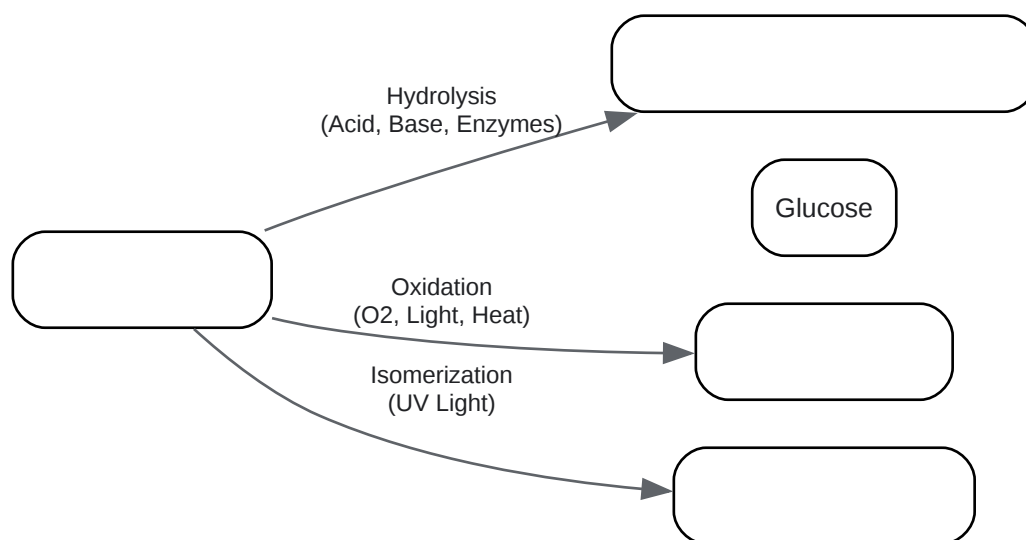 Hydrolysis
(Acid, Base, Enzymes)
Glucose
Oxidation
(O2, Light, Heat)
Isomerization
(UV Light)